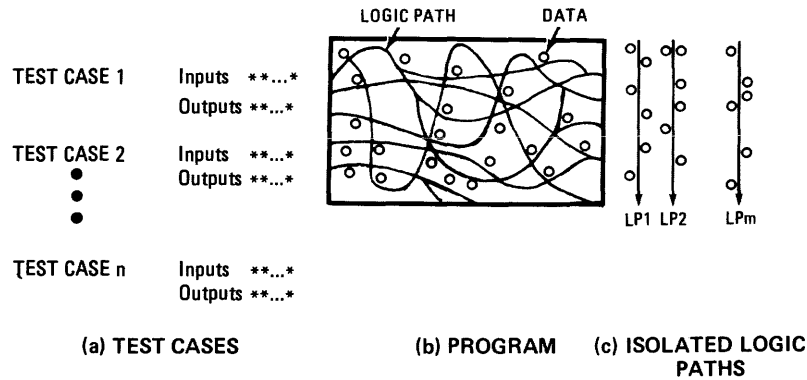 LOGIC PATH DATA
TEST CASE 1 Inputs **...*
Outputs **...*
TEST CASE 2 Inputs **...*
Outputs **...*
TEST CASE n Inputs **...*
Outputs **...*
LP1 LP2 LPm
(a) TEST CASES (b) PROGRAM (c) ISOLATED LOGIC
PATHS